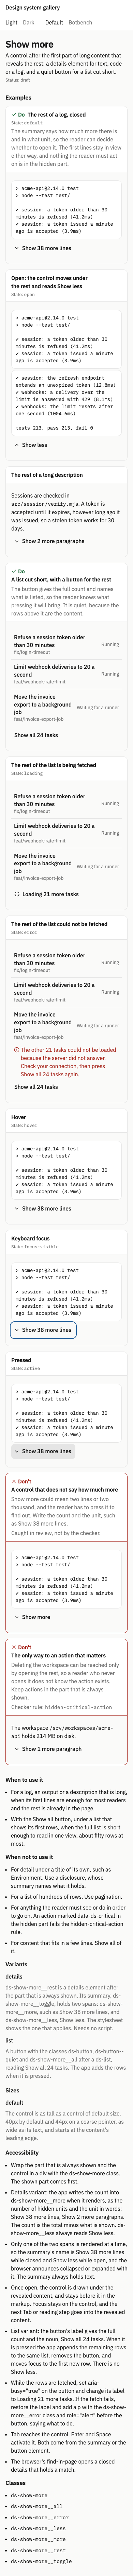 Design system gallery
Light Dark Default Botbench
Show more
A control after the first part of long content that
reveals the rest: a details element for text, code
or a log, and a quiet button for a list cut short.
Status: draft
Examples
✓ Do The rest of a log, closed
State: default
The summary says how much more there is
and in what unit, so the reader can decide
whether to open it. The first lines stay in view
either way, and nothing the reader must act
on is in the hidden part.
> acme-api@2.14.0 test
> node --test test/
✓ session: a token older than 30
minutes is refused (41.2ms)
✓ session: a token issued a minute
ago is accepted (3.9ms)
Show 38 more lines
Open: the control moves under
the rest and reads Show less
State: open
> acme-api@2.14.0 test
> node --test test/
✓ session: a token older than 30
minutes is refused (41.2ms)
✓ session: a token issued a minute
ago is accepted (3.9ms)
✓ session: the refresh endpoint
extends an unexpired token (12.8ms)
✓ webhooks: a delivery over the
limit is answered with 429 (8.1ms)
✓ webhooks: the limit resets after
one second (1004.6ms)
tests 213, pass 213, fail 0
Show less
The rest of a long description
Sessions are checked in
src/session/verify.mjs. A token is
accepted until it expires, however long ago it
was issued, so a stolen token works for 30
days.
Show 2 more paragraphs
✓ Do
A list cut short, with a button for the rest
The button gives the full count and names
what is listed, so the reader knows what
pressing it will bring. It is quiet, because the
rows above it are the content.
Refuse a session token older
than 30 minutes
fix/login-timeout
Running
Limit webhook deliveries to 20 a
second
feat/webhook-rate-limit
Running
Move the invoice
export to a background
job
feat/invoice-export-job
Waiting for a runner
Show all 24 tasks
The rest of the list is being fetched
State: loading
Refuse a session token older
than 30 minutes
fix/login-timeout
Running
Limit webhook deliveries to 20 a
second
feat/webhook-rate-limit
Running
Move the invoice
export to a background
job
feat/invoice-export-job
Waiting for a runner
Loading 21 more tasks
The rest of the list could not be fetched
State: error
Refuse a session token older
than 30 minutes
fix/login-timeout
Running
Limit webhook deliveries to 20 a
second
feat/webhook-rate-limit
Running
Move the invoice
export to a background
job
feat/invoice-export-job
Waiting for a runner
The other 21 tasks could not be loaded
because the server did not answer.
Check your connection, then press
Show all 24 tasks again.
Show all 24 tasks
Hover
State: hover
> acme-api@2.14.0 test
> node --test test/
✓ session: a token older than 30
minutes is refused (41.2ms)
✓ session: a token issued a minute
ago is accepted (3.9ms)
Show 38 more lines
Keyboard focus
State: focus-visible
> acme-api@2.14.0 test
> node --test test/
✓ session: a token older than 30
minutes is refused (41.2ms)
✓ session: a token issued a minute
ago is accepted (3.9ms)
Show 38 more lines
Pressed
State: active
> acme-api@2.14.0 test
> node --test test/
✓ session: a token older than 30
minutes is refused (41.2ms)
✓ session: a token issued a minute
ago is accepted (3.9ms)
Show 38 more lines
✕ Don't
A control that does not say how much more
Show more could mean two lines or two
thousand, and the reader has to press it to
find out. Write the count and the unit, such
as Show 38 more lines.
Caught in review, not by the checker.
> acme-api@2.14.0 test
> node --test test/
✓ session: a token older than 30
minutes is refused (41.2ms)
✓ session: a token issued a minute
ago is accepted (3.9ms)
Show more
✕ Don't
The only way to an action that matters
Deleting the workspace can be reached only
by opening the rest, so a reader who never
opens it does not know the action exists.
Keep actions in the part that is always
shown.
Checker rule: hidden-critical-action
The workspace /srv/workspaces/acme-
api holds 214 MB on disk.
Show 1 more paragraph
When to use it
• For a log, an output or a description that is long,
when its first lines are enough for most readers
and the rest is already in the page.
• With the Show all button, under a list that
shows its first rows, when the full list is short
enough to read in one view, about fifty rows at
most.
When not to use it
• For detail under a title of its own, such as
Environment. Use a disclosure, whose
summary names what it holds.
• For a list of hundreds of rows. Use pagination.
• For anything the reader must see or do in order
to go on. An action marked data-ds-critical in
the hidden part fails the hidden-critical-action
rule.
• For content that fits in a few lines. Show all of
it.
Variants
details
ds-show-more__rest is a details element after
the part that is always shown. Its summary, ds-
show-more__toggle, holds two spans: ds-show-
more__more, such as Show 38 more lines, and
ds-show-more__less, Show less. The stylesheet
shows the one that applies. Needs no script.
list
A button with the classes ds-button, ds-button--
quiet and ds-show-more__all after a ds-list,
reading Show all 24 tasks. The app adds the rows
when it is pressed.
Sizes
default
The control is as tall as a control of default size,
40px by default and 44px on a coarse pointer, as
wide as its text, and starts at the content's
leading edge.
Accessibility
• Wrap the part that is always shown and the
control in a div with the ds-show-more class.
The shown part comes first.
• Details variant: the app writes the count into
ds-show-more__more when it renders, as the
number of hidden units and the unit in words:
Show 38 more lines, Show 2 more paragraphs.
The count is the total minus what is shown. ds-
show-more__less always reads Show less.
• Only one of the two spans is rendered at a time,
so the summary's name is Show 38 more lines
while closed and Show less while open, and the
browser announces collapsed or expanded with
it. The summary always holds text.
• Once open, the control is drawn under the
revealed content, and stays before it in the
markup. Focus stays on the control, and the
next Tab or reading step goes into the revealed
content.
• List variant: the button's label gives the full
count and the noun, Show all 24 tasks. When it
is pressed the app appends the remaining rows
to the same list, removes the button, and
moves focus to the first new row. There is no
Show less.
• While the rows are fetched, set aria-
busy="true" on the button and change its label
to Loading 21 more tasks. If the fetch fails,
restore the label and add a p with the ds-show-
more__error class and role="alert" before the
button, saying what to do.
• Tab reaches the control. Enter and Space
activate it. Both come from the summary or the
button element.
• The browser's find-in-page opens a closed
details that holds a match.
Classes
• ds-show-more
• ds-show-more__all
• ds-show-more__error
• ds-show-more__less
• ds-show-more__more
• ds-show-more__rest
• ds-show-more__toggle